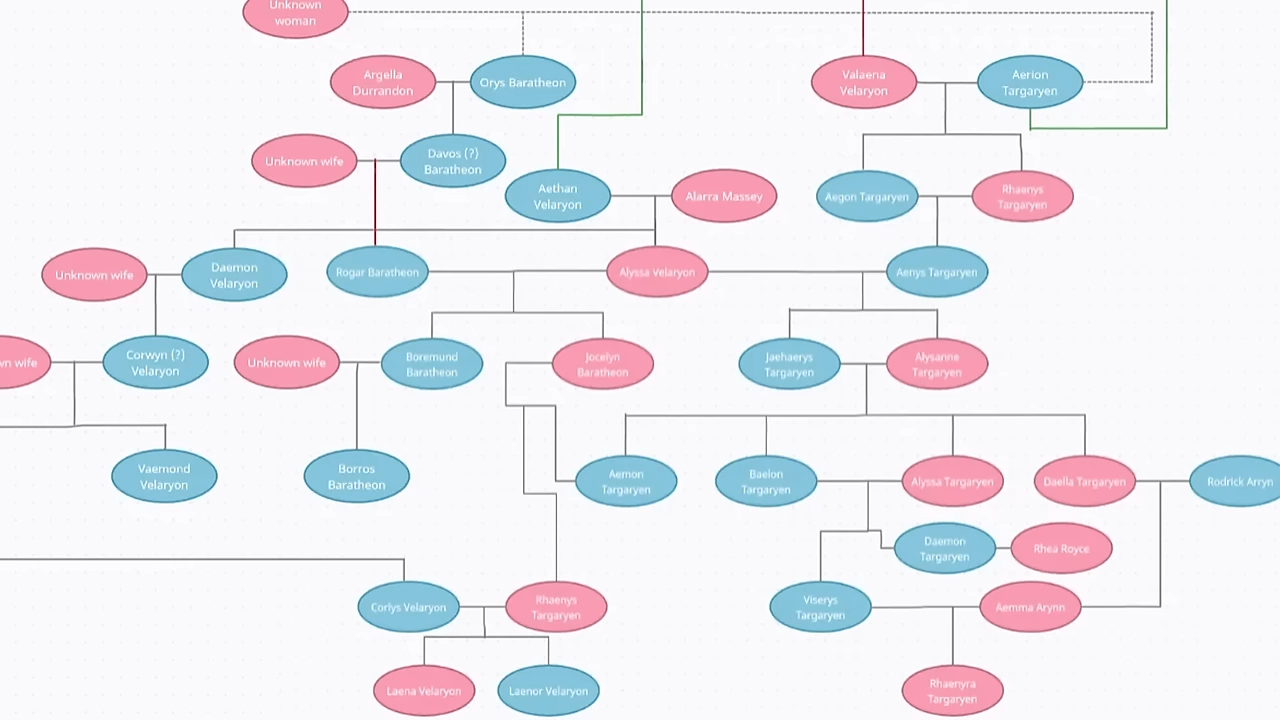 Unknown
woman
Argella
Durrandon
Orys Baratheon
Valaena
Velaryon
Aerion
Targaryen
Unknown wife
Davos (?)
Baratheon
Aethan
Velaryon
Alarra Massey
Aegon Targaryen
Rhaenys
Targaryen
Unknown wife
Daemon
Velaryon
Rogar Baratheon
Alyssa Velaryon
Aenys Targaryen
wn wife
Corwyn (?)
Velaryon
Unknown wife
Boremund
Baratheon
Jocelyn
Baratheon
Jaehaerys
Targaryen
Alysanne
Targaryen
Vaemond
Velaryon
Borros
Baratheon
Aemon
Targaryen
Baelon
Targaryen
Alyssa Targaryen
Daella Targaryen
Rodrick Arryn
Daemon
Targaryen
Rhea Royce
Corlys Velaryon
Rhaenys
Targaryen
Viserys
Targaryen
Aemma Arynn
Laena Velaryon
Laenor Velaryon
Rhaenyra
Targaryen